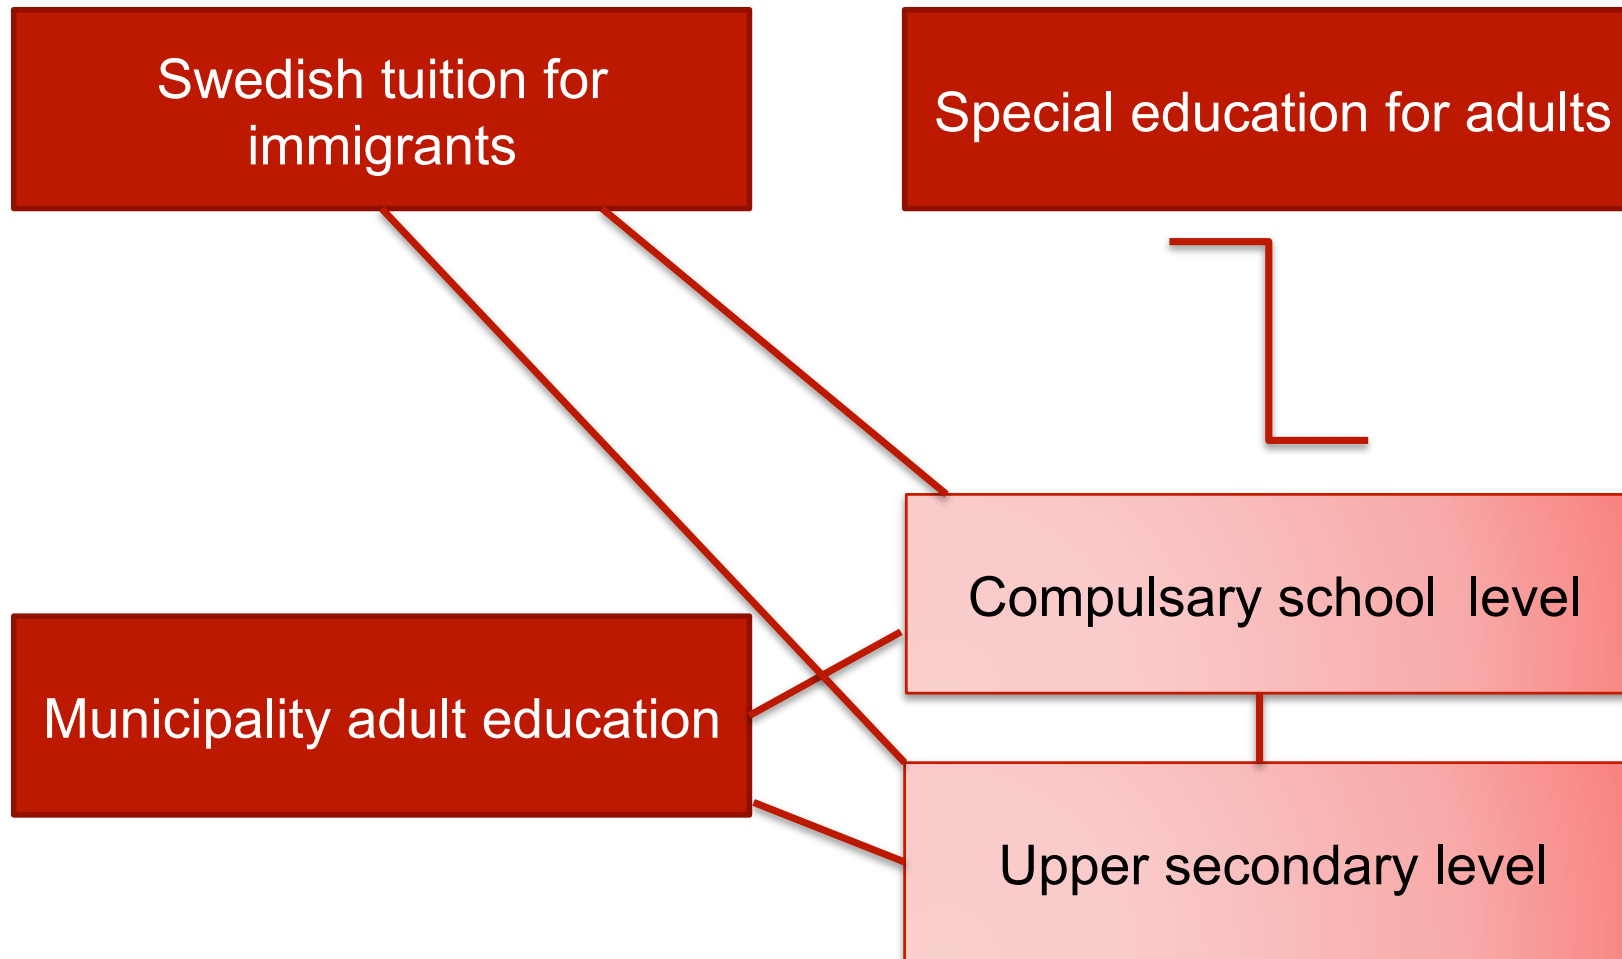 Swedish tuition for
immigrants
Special education for adults
Compulsary school  level
Municipality adult education
Upper secondary level